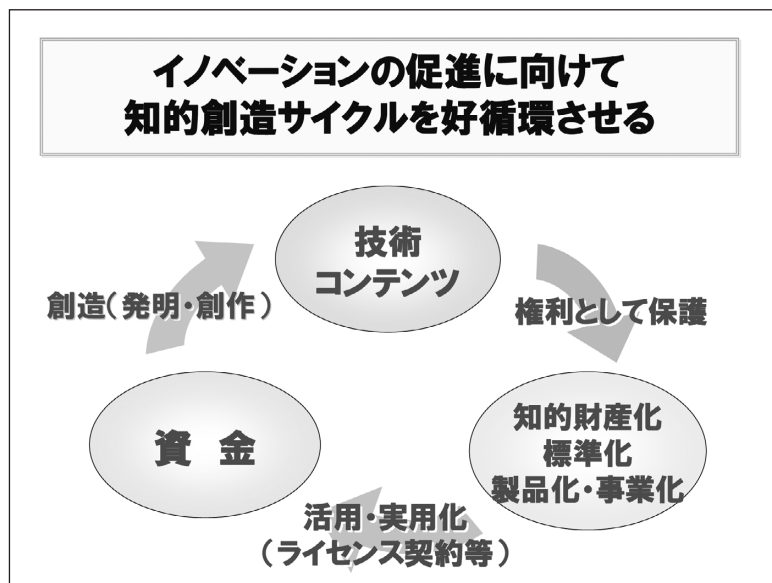 イノベーションの促進に向けて
知的創造サイクルを好循環させる
技術
コンテンツ
創造(発明・創作)
権利として保護
資 金
知的財産化
標準化
製品化・事業化
活用・実用化
(ライセンス契約等)